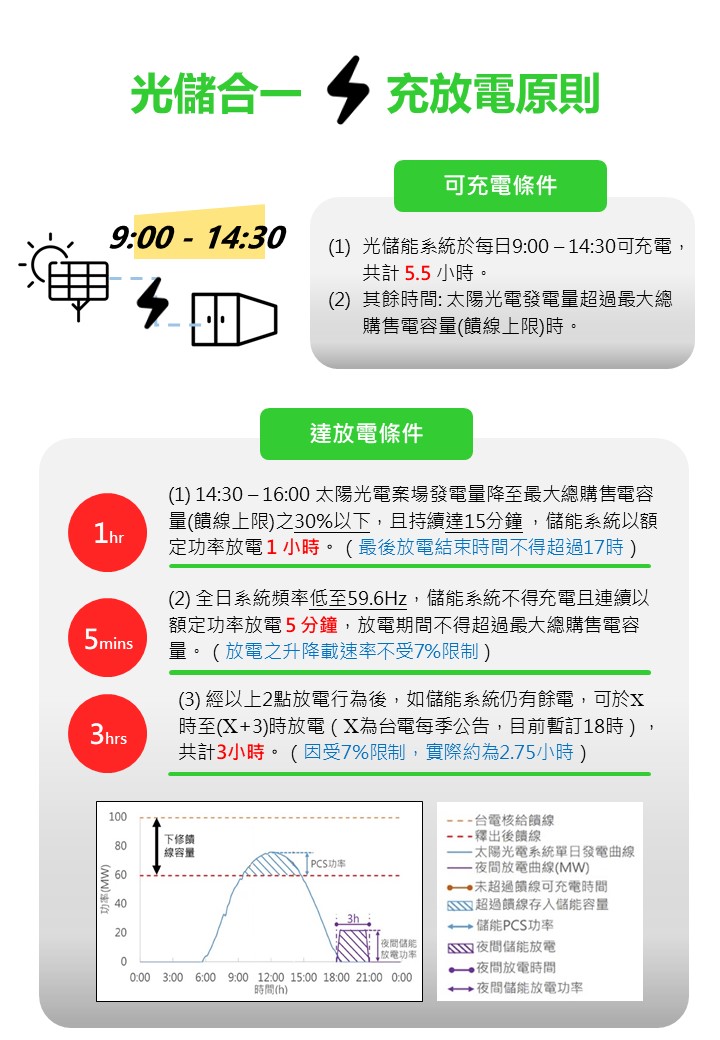 光儲合一 充放電原則
可充電條件
9:00 - 14:30
(1) 光儲能系統於每日9:00 – 14:30可充電，
共計 5.5 小時。
(2) 其餘時間: 太陽光電發電量超過最大總
購售電容量(饋線上限)時。
達放電條件
1hr
(1) 14:30 – 16:00 太陽光電案場發電量降至最大總購售電容
量(饋線上限)之30%以下，且持續達15分鐘 ，儲能系統以額
定功率放電 1 小時。（最後放電結束時間不得超過17時）
5mins
(2) 全日系統頻率低至59.6Hz，儲能系統不得充電且連續以
額定功率放電 5 分鐘，放電期間不得超過最大總購售電容
量。（放電之升降載速率不受7%限制）
3hrs
(3) 經以上2點放電行為後，如儲能系統仍有餘電，可於X
時至(X+3)時放電（X為台電每季公告，目前暫訂18時），
共計3小時。（因受7%限制，實際約為2.75小時）
功率(MW)
100
80
60
40
20
0
下修饋
線容量
PCS功率
3h
夜間儲能
放電功率
0:00 3:00 6:00 9:00 12:00 15:00 18:00 21:00 0:00
時間(h)
台電核給饋線
釋出後饋線
太陽光電系統單日發電曲線
夜間放電曲線(MW)
未超過饋線可充電時間
超過饋線存入儲能容量
儲能PCS功率
夜間儲能放電
夜間放電時間
夜間儲能放電功率